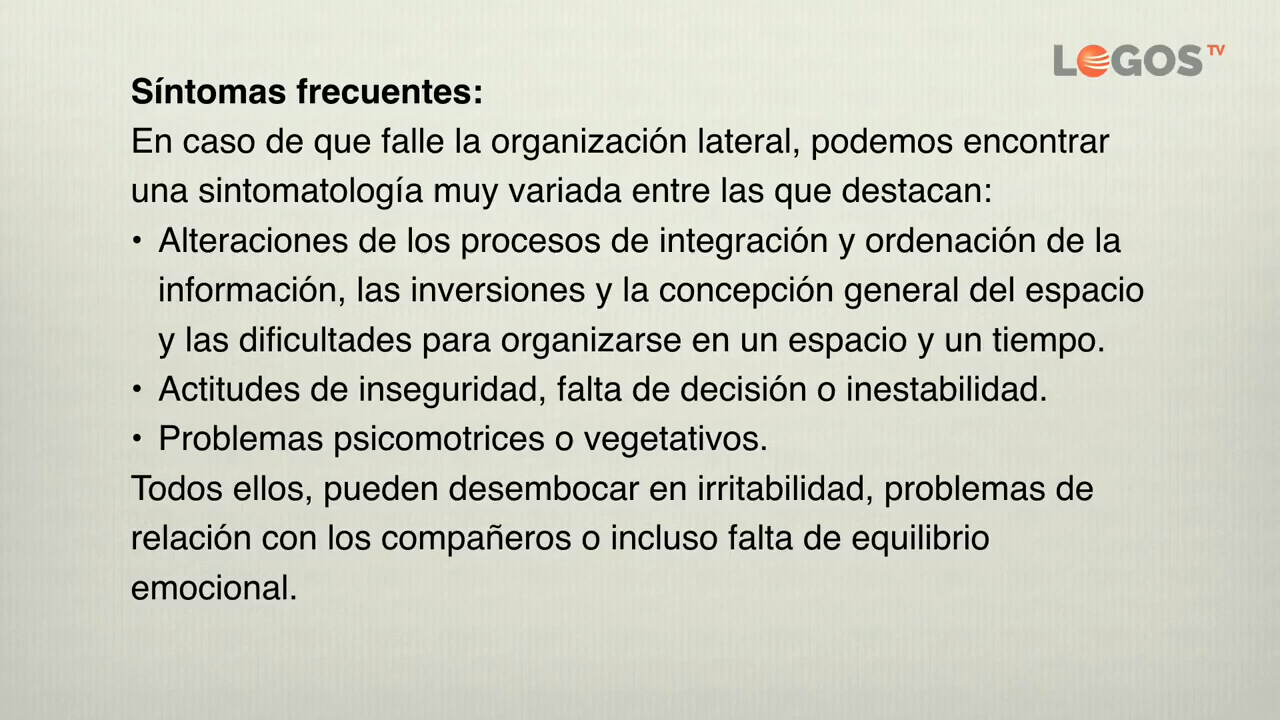 LOGOS TV
Síntomas frecuentes:
En caso de que falle la organización lateral, podemos encontrar
una sintomatología muy variada entre las que destacan:
• Alteraciones de los procesos de integración y ordenación de la
información, las inversiones y la concepción general del espacio
y las dificultades para organizarse en un espacio y un tiempo.
• Actitudes de inseguridad, falta de decisión o inestabilidad.
• Problemas psicomotrices o vegetativos.
Todos ellos, pueden desembocar en irritabilidad, problemas de
relación con los compañeros o incluso falta de equilibrio
emocional.